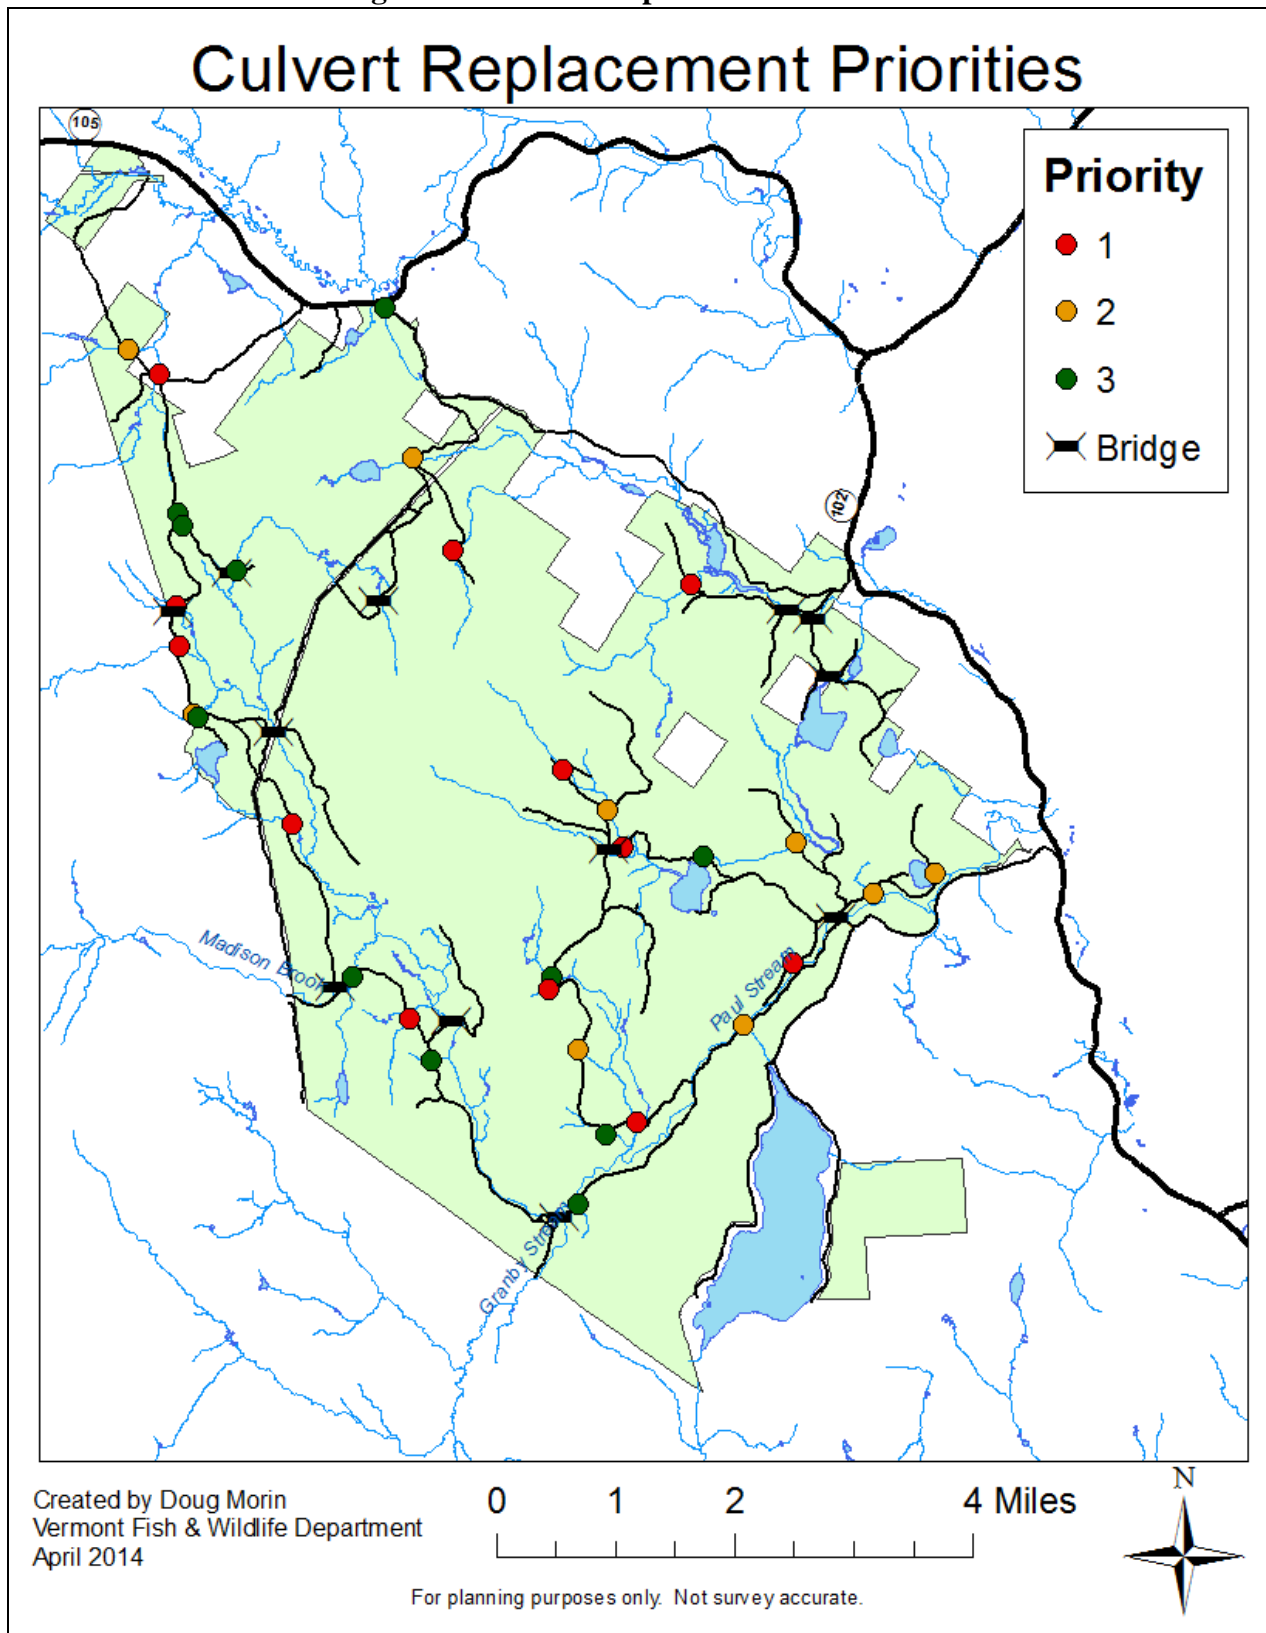 Culvert Replacement Priorities
105
Priority
1
2
3
Bridge
102
Madison Brook
Paul Stream
Granby Stream
Created by Doug Morin
Vermont Fish & Wildlife Department
April 2014
0 1 2 4 Miles
N
For planning purposes only. Not survey accurate.